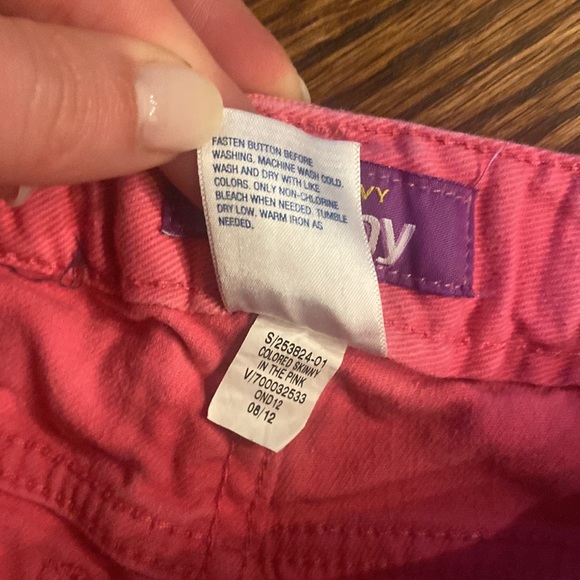 FASTEN BUTTON BEFORE
WASHING. MACHINE WASH COLD.
WASH AND DRY WITH LIKE
COLORS. ONLY NON-CHLORINE
BLEACH WHEN NEEDED. TUMBLE
DRY LOW, WARM IRON AS
NEEDED.
S/253824-01
COLORED SKINNY
IN THE PINK
V/700032533
OND12
08/12